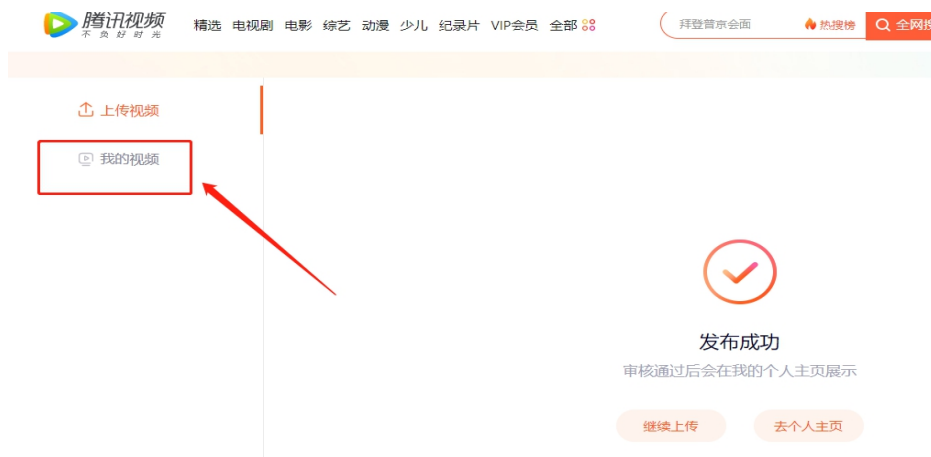 腾讯视频
不负好时光
精选 电视剧 电影 综艺 动漫 少儿 纪录片 VIP会员 全部
拜登普京会面 热搜榜 全网
上传视频
我的视频
发布成功
审核通过后会在我的个人主页展示
继续上传 去个人主页